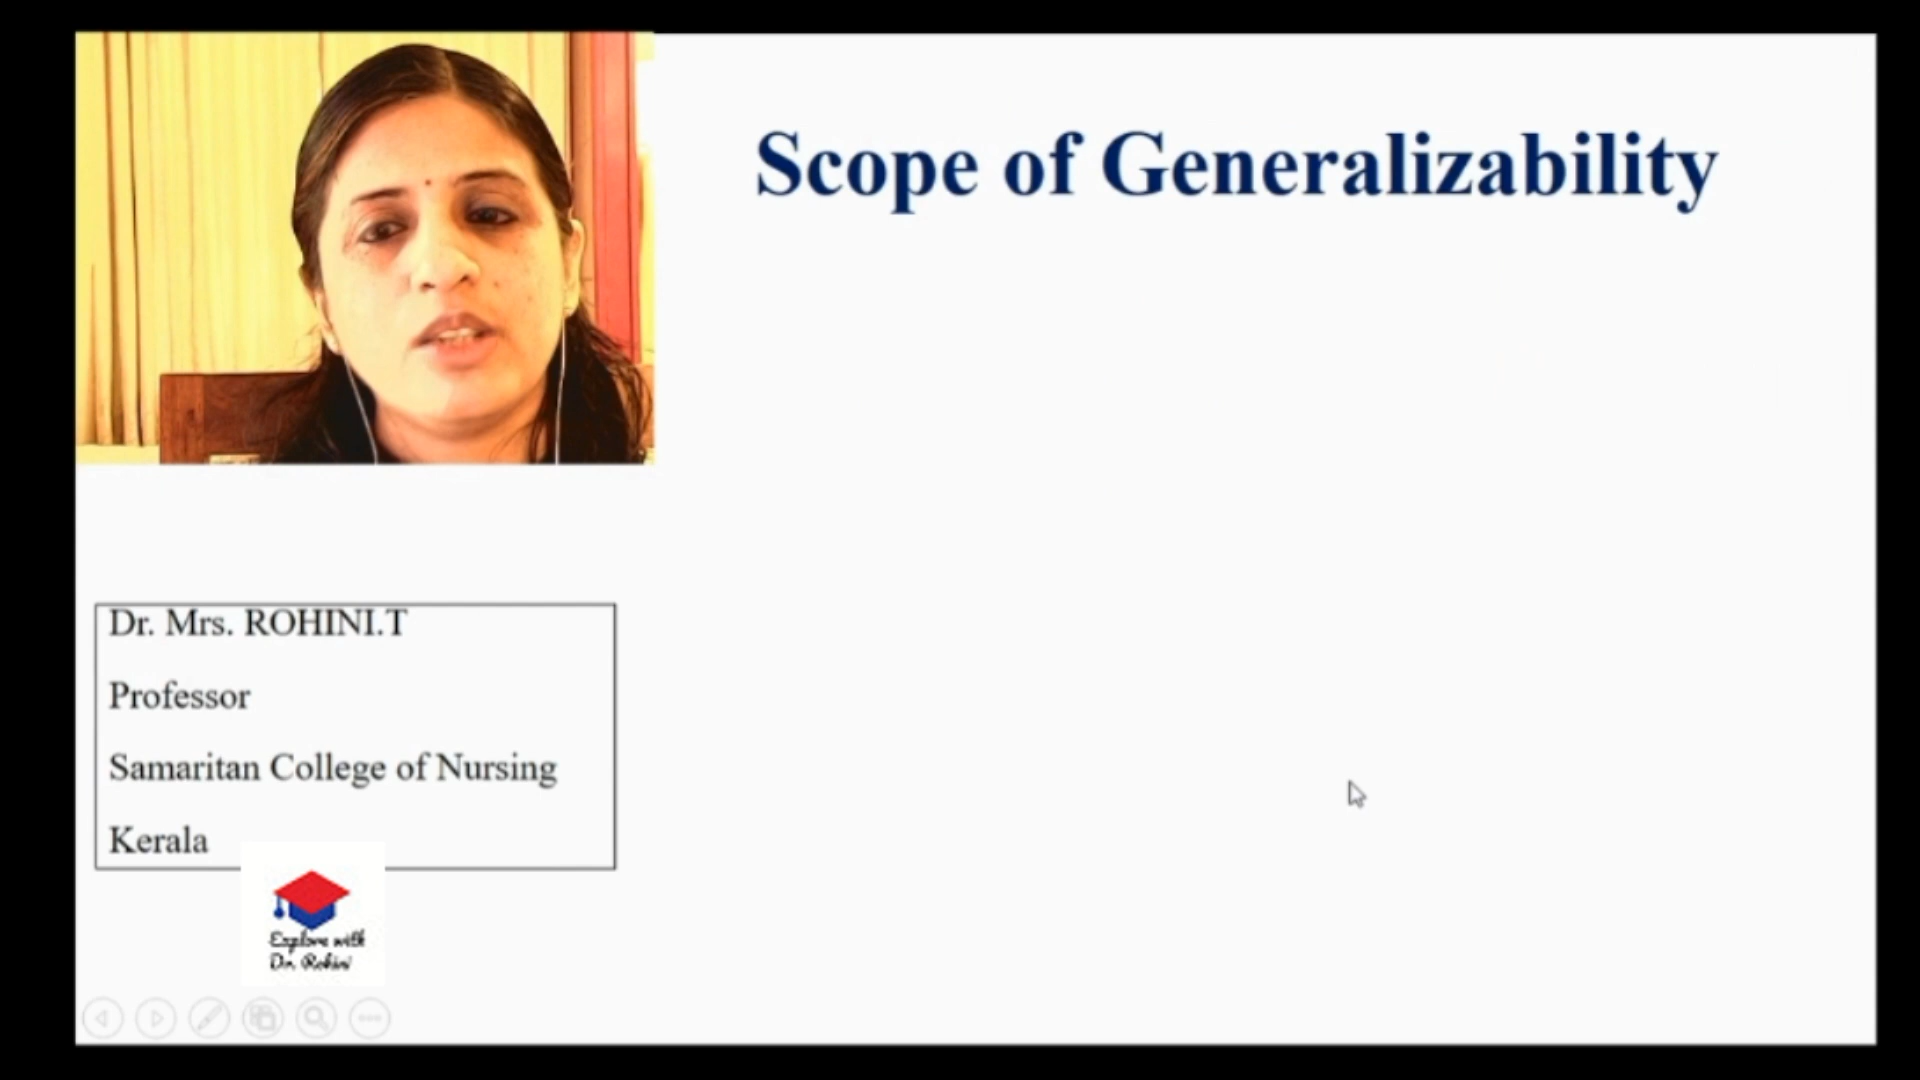 Scope of Generalizability
Dr. Mrs. ROHINI.T
Professor
Samaritan College of Nursing
Kerala
Explore with
Dr. Rohini